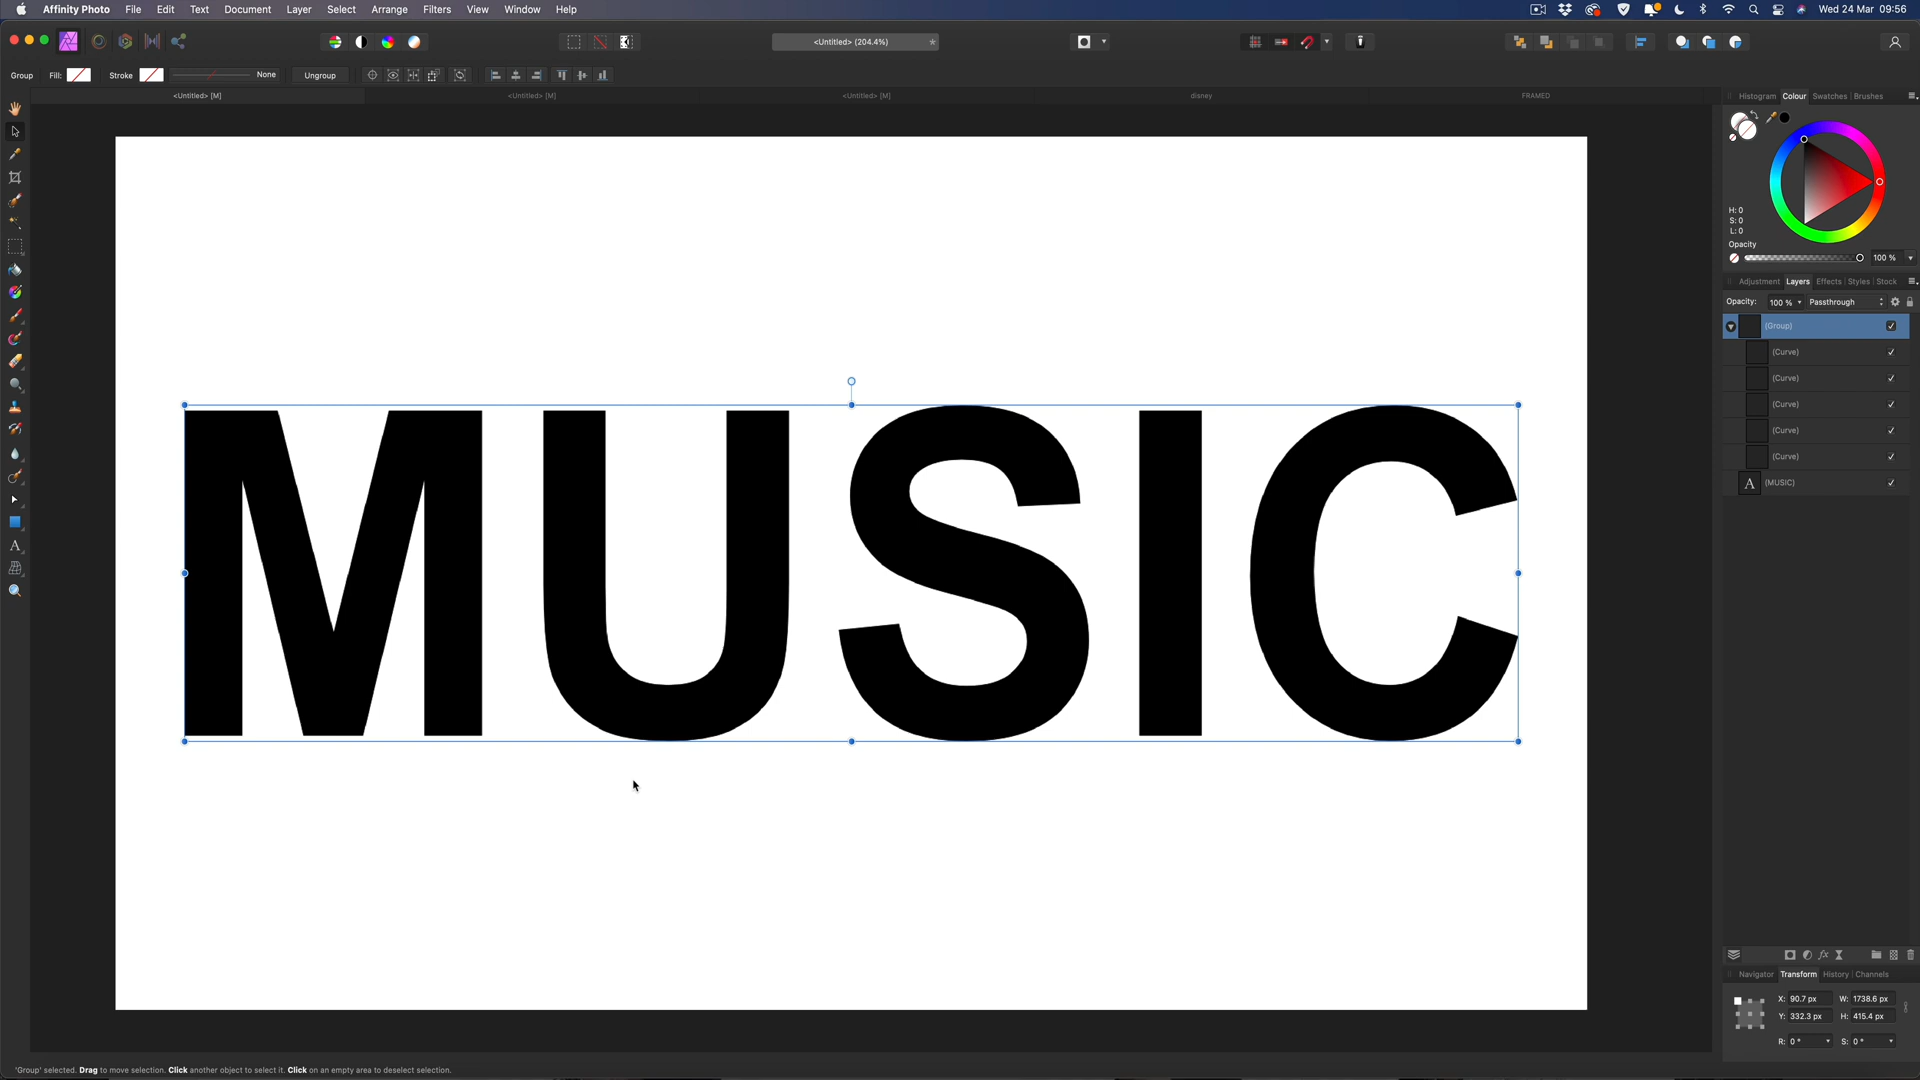 Affinity Photo File Edit Text Document Layer Select Arrange Filters View Window Help Wed 24 Mar 09:56
<Untitled> (204.4%)
Group Fill: Stroke None Ungroup
<Untitled> [M] <Untitled> [M] <Untitled> [M] disney FRAMED
Histogram Colour Swatches Brushes
H: 0
S: 0
L: 0
Opacity
100 %
Adjustment Layers Effects Styles Stock
Opacity: 100 % Passthrough
(Group)
(Curve)
(Curve)
(Curve)
(Curve)
(Curve)
A (MUSIC)
MUSIC
Navigator Transform History Channels
X: 90.7 px W: 1738.6 px
Y: 332.3 px H: 415.4 px
R: 0 ° S: 0 °
'Group' selected. Drag to move selection. Click another object to select it. Click on an empty area to deselect selection.